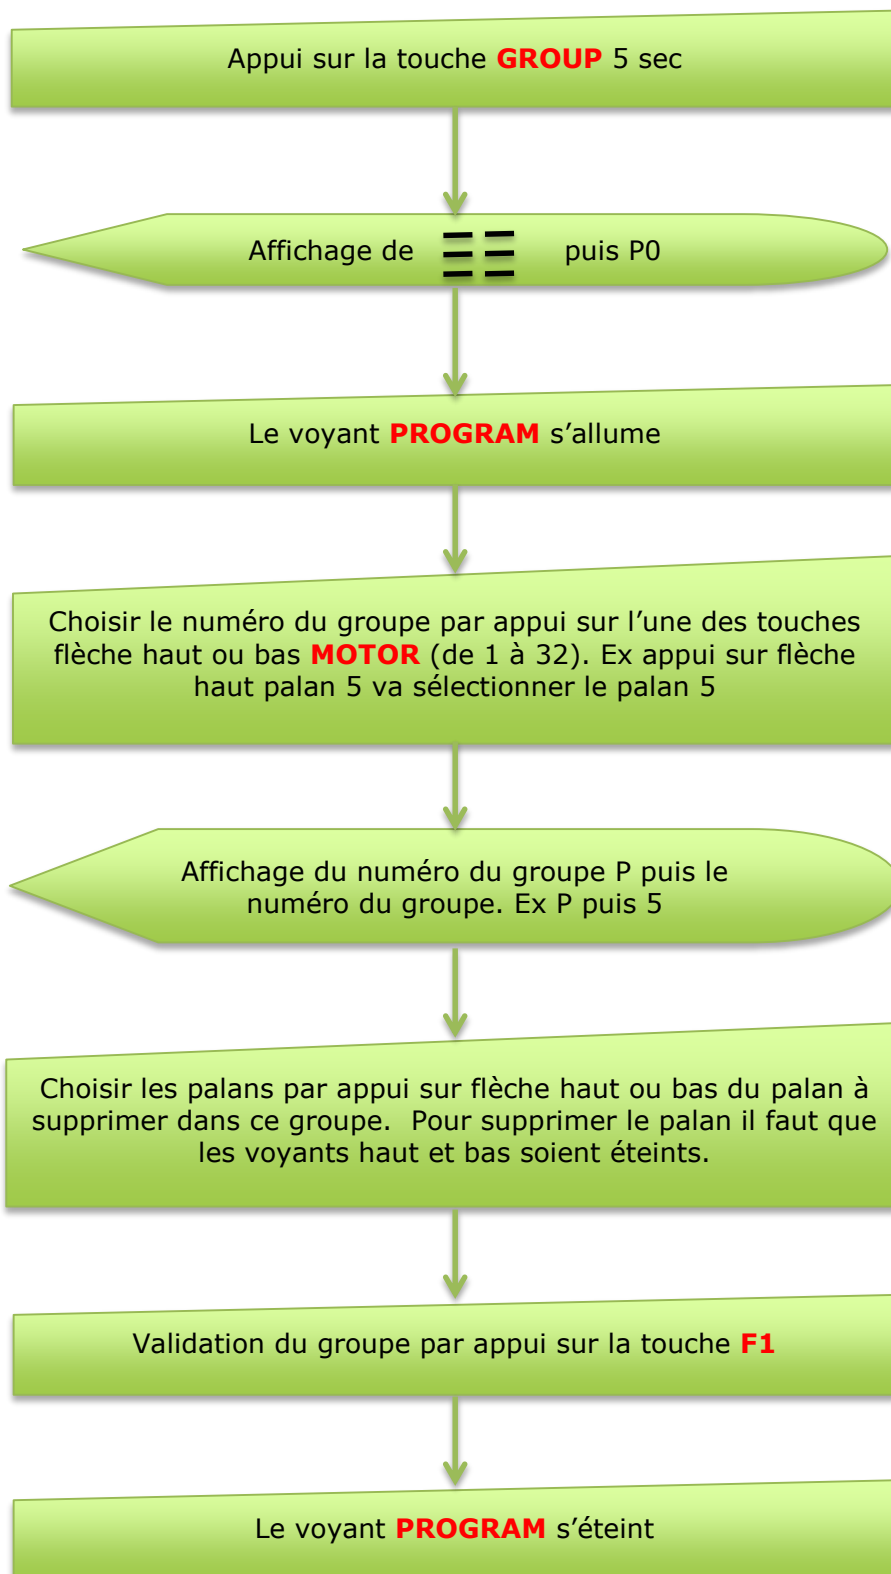 Appui sur la touche GROUP 5 sec
Affichage de puis P0
Le voyant PROGRAM s’allume
Choisir le numéro du groupe par appui sur l’une des touches
flèche haut ou bas MOTOR (de 1 à 32). Ex appui sur flèche
haut palan 5 va sélectionner le palan 5
Affichage du numéro du groupe P puis le
numéro du groupe. Ex P puis 5
Choisir les palans par appui sur flèche haut ou bas du palan à
supprimer dans ce groupe. Pour supprimer le palan il faut que
les voyants haut et bas soient éteints.
Validation du groupe par appui sur la touche F1
Le voyant PROGRAM s’éteint